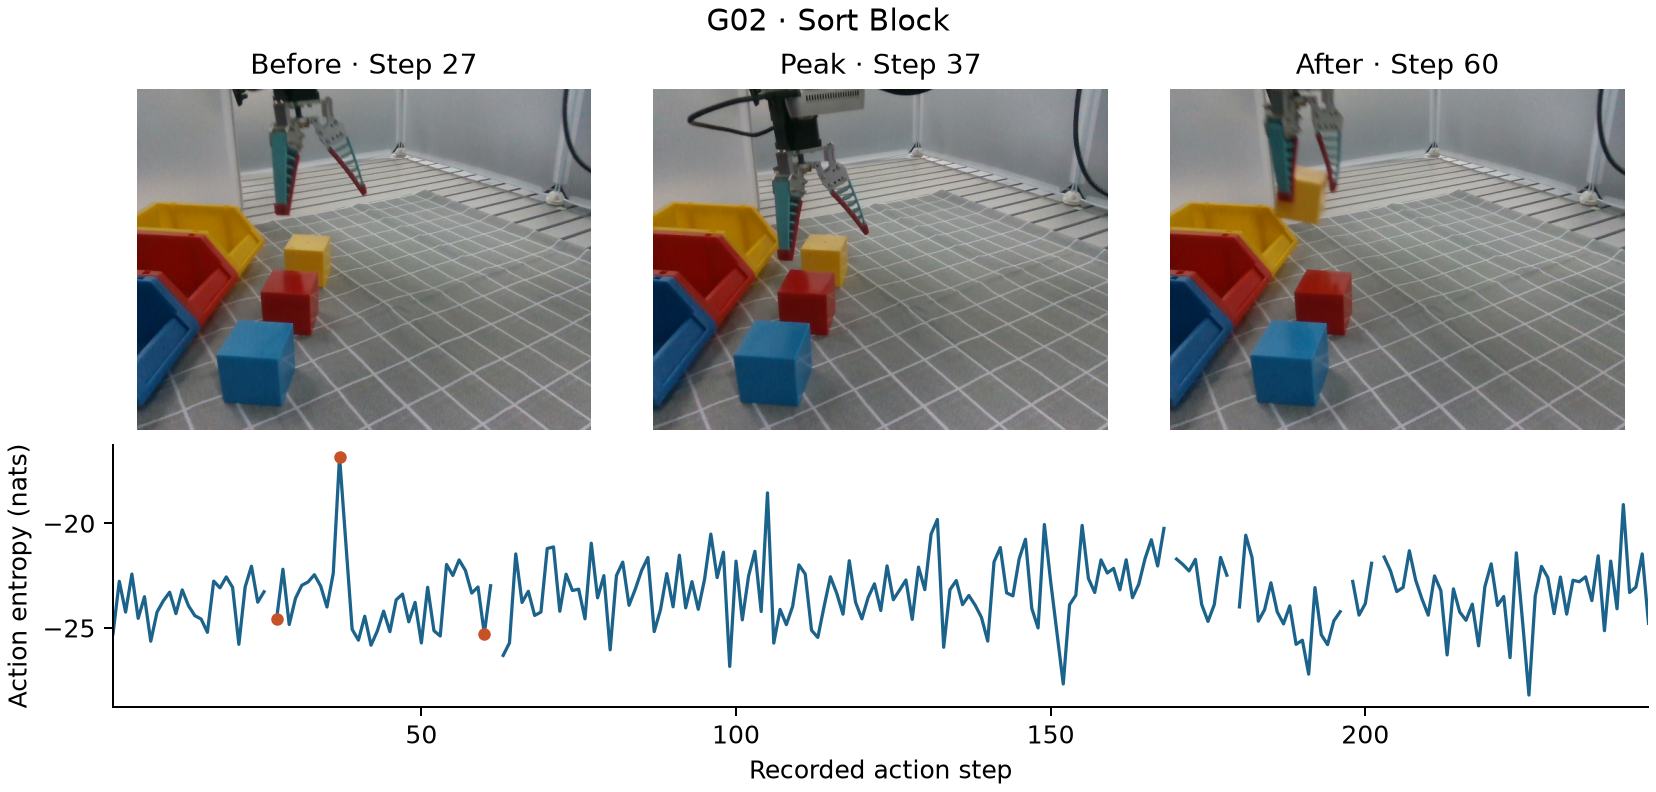 G02 · Sort Block
Before · Step 27
Peak · Step 37
After · Step 60
Action entropy (nats)
−20
−25
50
100
150
200
Recorded action step